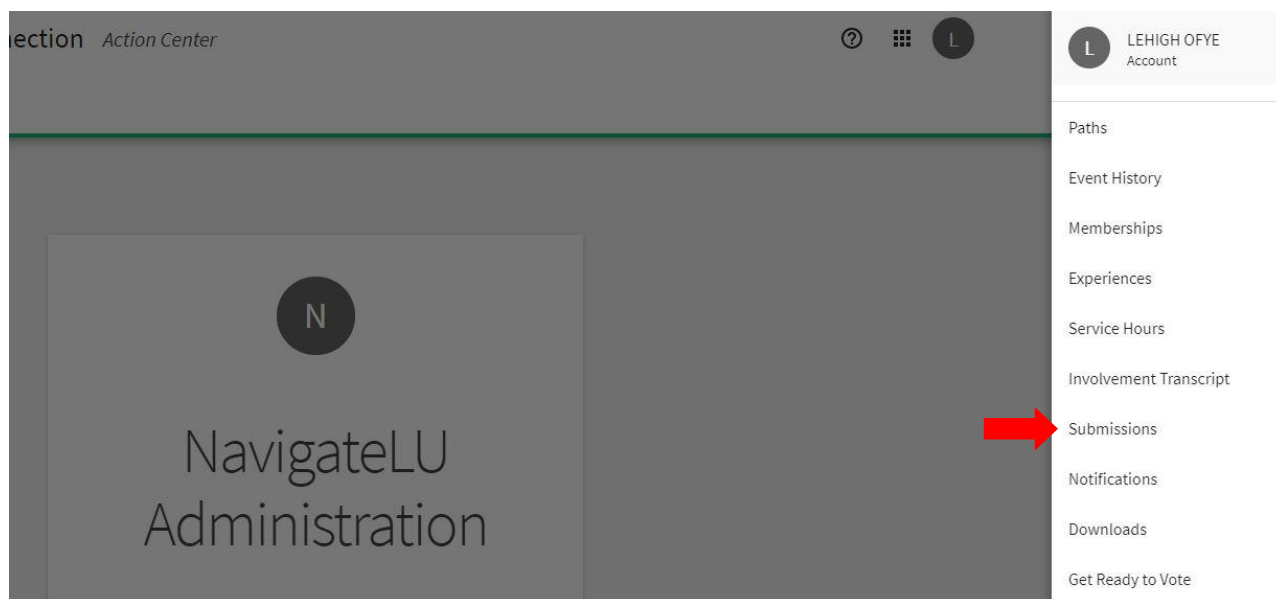 nection Action Center
L
LEHIGH OFYE
L
Account
Paths
Event History
Memberships
Experiences
Service Hours
Involvement Transcript
Submissions
Notifications
Downloads
Get Ready to Vote
N
NavigateLU
Administration